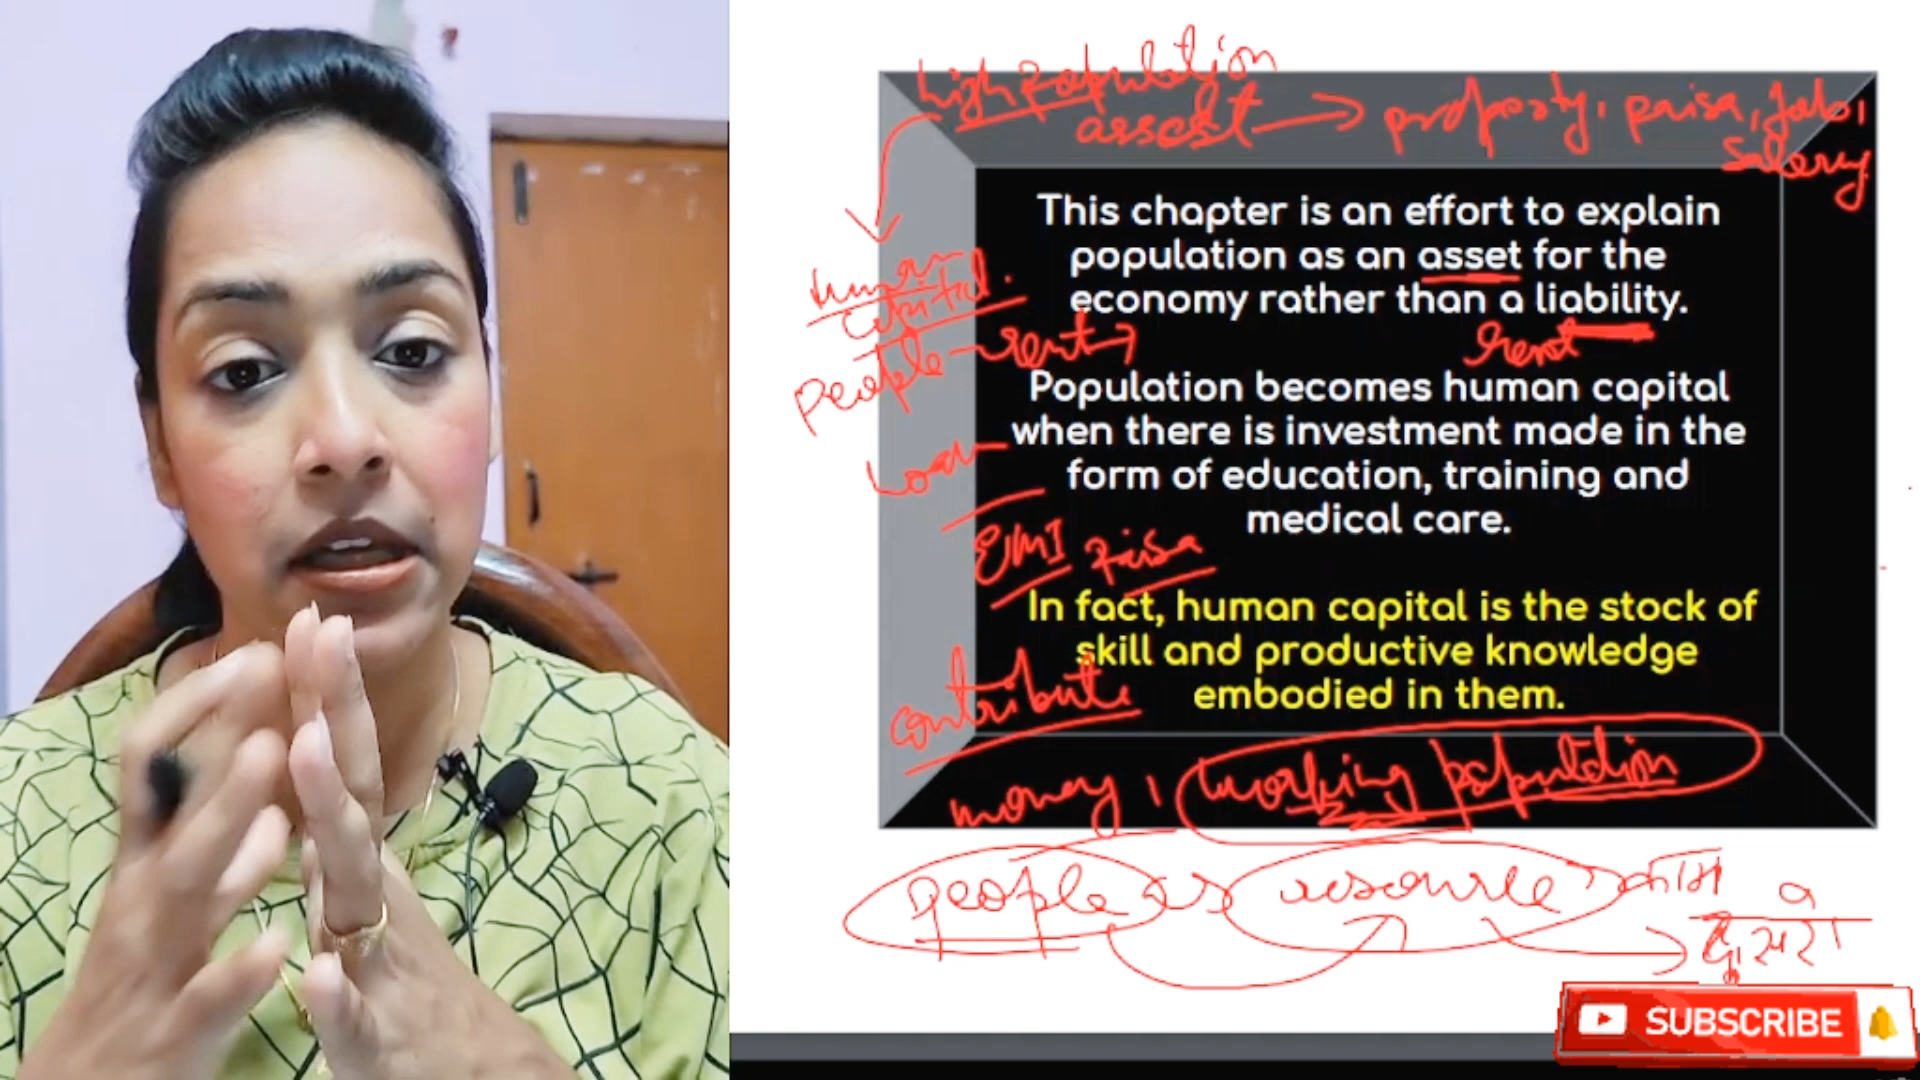 high population
assest → property, paisa, job,
salery
This chapter is an effort to explain
population as an asset for the
economy rather than a liability.
human
capital.
people - rent →
rent
Population becomes human capital
when there is investment made in the
form of education, training and
medical care.
Loan
EMI paisa
In fact, human capital is the stock of
skill and productive knowledge
embodied in them.
contribute
money, working population
people as resource
SUBSCRIBE